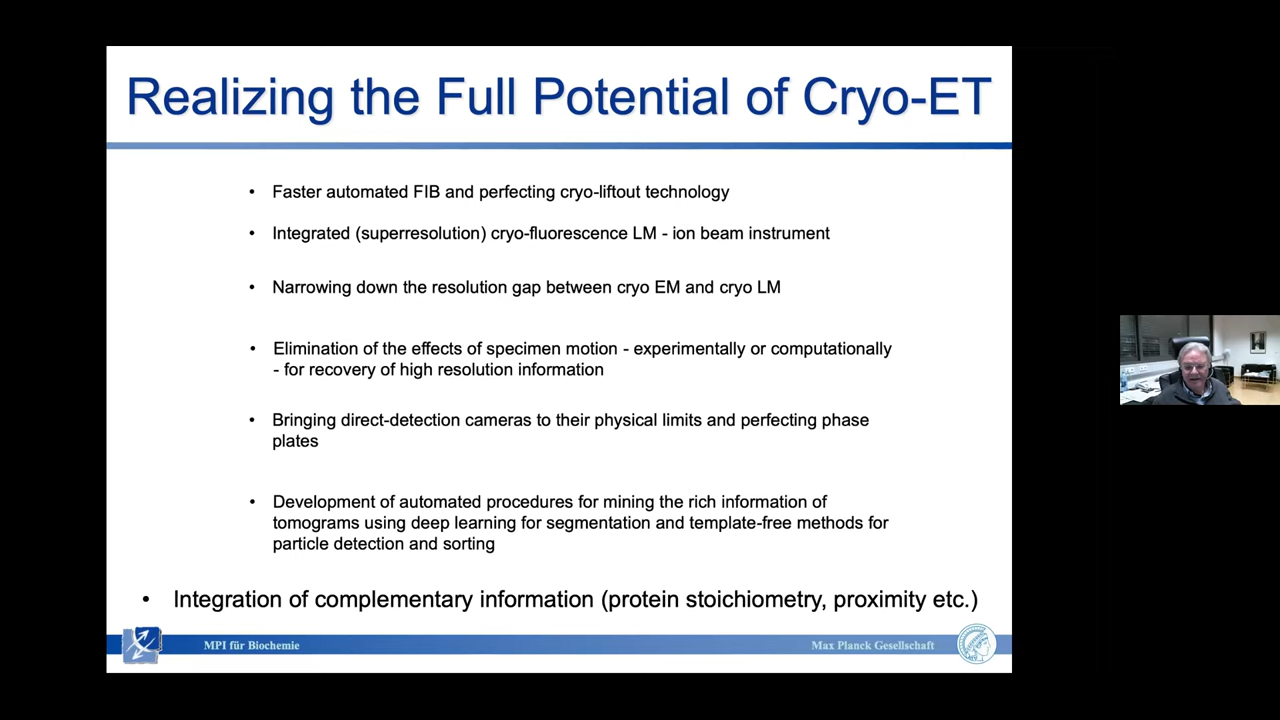 Realizing the Full Potential of Cryo-ET
• Faster automated FIB and perfecting cryo-liftout technology
• Integrated (superresolution) cryo-fluorescence LM - ion beam instrument
• Narrowing down the resolution gap between cryo EM and cryo LM
• Elimination of the effects of specimen motion - experimentally or computationally
- for recovery of high resolution information
• Bringing direct-detection cameras to their physical limits and perfecting phase
plates
• Development of automated procedures for mining the rich information of
tomograms using deep learning for segmentation and template-free methods for
particle detection and sorting
• Integration of complementary information (protein stoichiometry, proximity etc.)
MPI für Biochemie
Max Planck Gesellschaft